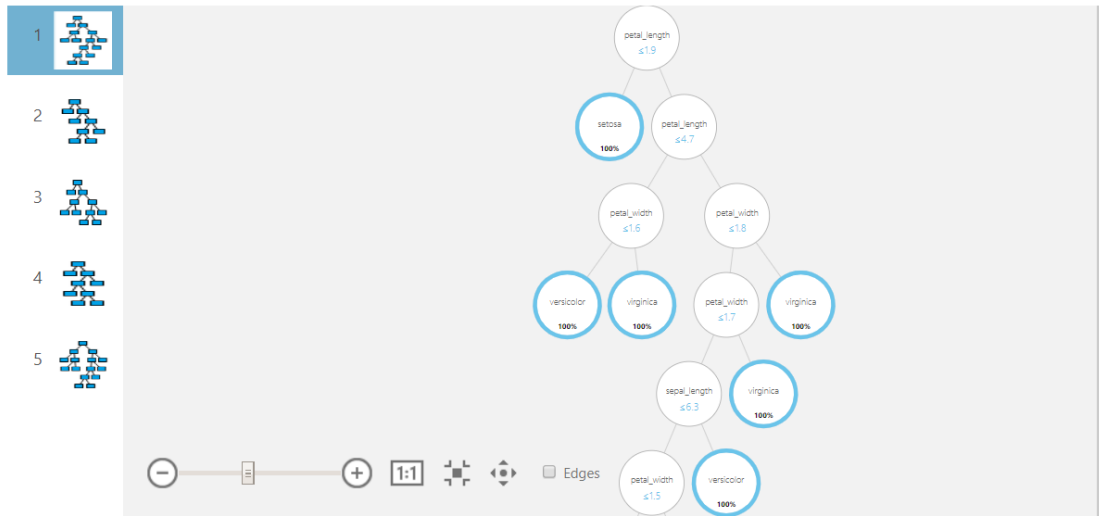 1
2
3
4
5
petal_length
≤1.9
setosa
100%
petal_length
≤4.7
petal_width
≤1.6
petal_width
≤1.8
versicolor
100%
virginica
100%
petal_width
≤1.7
virginica
100%
sepal_length
≤6.3
virginica
100%
petal_width
≤1.5
versicolor
100%
1:1
Edges